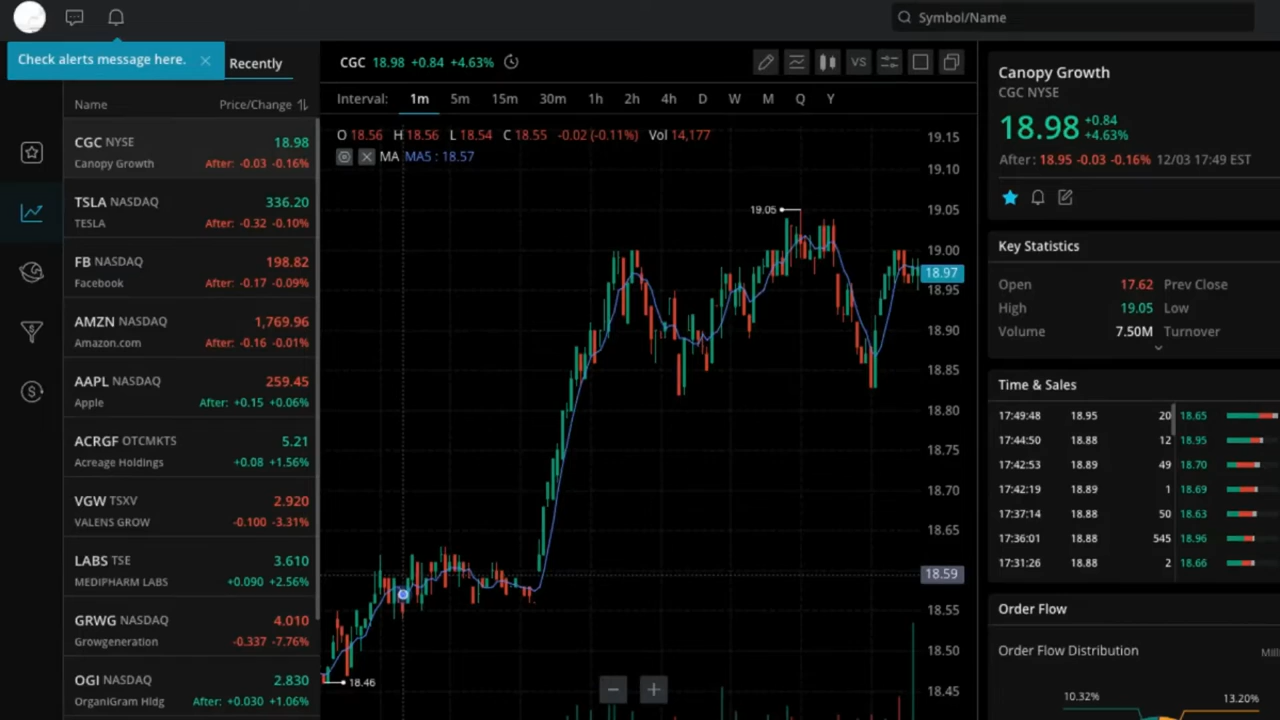 Symbol/Name
Check alerts message here.
Recently
Name Price/Change
CGC NYSE 18.98
Canopy Growth After: -0.03 -0.16%
TSLA NASDAQ 336.20
TESLA After: -0.32 -0.10%
FB NASDAQ 198.82
Facebook After: -0.17 -0.09%
AMZN NASDAQ 1,769.96
Amazon.com After: -0.16 -0.01%
AAPL NASDAQ 259.45
Apple After: +0.15 +0.06%
ACRGF OTCMKTS 5.21
Acreage Holdings +0.08 +1.56%
VGW TSXV 2.920
VALENS GROW -0.100 -3.31%
LABS TSE 3.610
MEDIPHARM LABS +0.090 +2.56%
GRWG NASDAQ 4.010
Growgeneration -0.337 -7.76%
OGI NASDAQ 2.830
OrganiGram Hldg After: +0.030 +1.06%
CGC 18.98 +0.84 +4.63%
VS
Interval: 1m 5m 15m 30m 1h 2h 4h D W M Q Y
O 18.56 H 18.56 L 18.54 C 18.55 -0.02 (-0.11%) Vol 14,177
MA MA5 : 18.57
19.05
18.46
19.15
19.10
19.05
19.00
18.97
18.95
18.90
18.85
18.80
18.75
18.70
18.65
18.59
18.55
18.50
18.45
Canopy Growth
CGC NYSE
18.98 +0.84
+4.63%
After : 18.95 -0.03 -0.16% 12/03 17:49 EST
Key Statistics
Open 17.62 Prev Close
High 19.05 Low
Volume 7.50M Turnover
Time & Sales
17:49:48 18.95 20 18.65
17:44:50 18.88 12 18.95
17:42:53 18.89 49 18.70
17:42:19 18.89 1 18.69
17:37:14 18.88 50 18.63
17:36:01 18.88 545 18.96
17:31:26 18.88 2 18.66
Order Flow
Order Flow Distribution
10.32%
13.20%